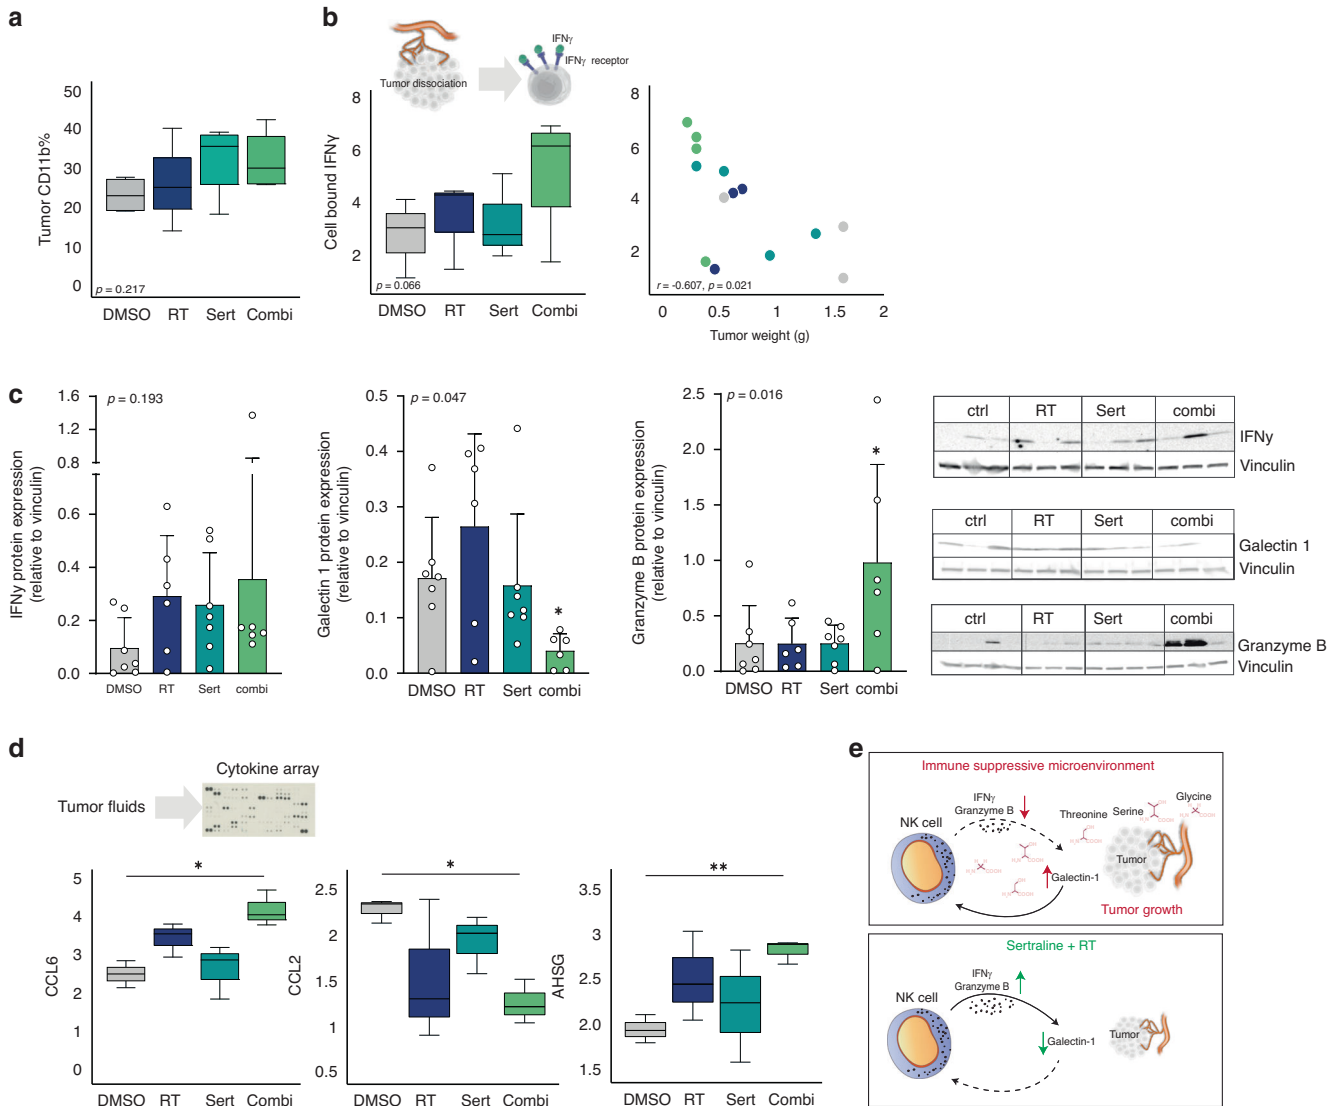 a
Tumor CD11b%
50
40
30
20
10
0
p = 0.217
DMSO RT Sert Combi
b
Tumor dissociation
IFNγ
IFNγ receptor
Cell bound IFNγ
8
6
4
2
p = 0.066
DMSO RT Sert Combi
8
6
4
2
r = -0.607, p = 0.021
0 0.5 1 1.5 2
Tumor weight (g)
c
IFNγ protein expression
(relative to vinculin)
1.6
1.2
0.8
0.6
0.4
0.2
0.0
p = 0.193
DMSO RT Sert combi
Galectin 1 protein expression
(relative to vinculin)
0.5
0.4
0.3
0.2
0.1
0.0
p = 0.047
*
DMSO RT Sert combi
Granzyme B protein expression
(relative to vinculin)
2.5
2.0
1.5
1.0
0.5
0.0
p = 0.016
*
DMSO RT Sert combi
ctrl RT Sert combi
IFNγ
Vinculin
ctrl RT Sert combi
Galectin 1
Vinculin
ctrl RT Sert combi
Granzyme B
Vinculin
d
Tumor fluids
Cytokine array
CCL6
5
4
3
2
1
0
*
DMSO RT Sert Combi
CCL2
2.5
2
1.5
1
0.5
*
DMSO RT Sert Combi
AHSG
3.5
3
2.5
2.0
1.5
**
DMSO RT Sert Combi
e
Immune suppressive microenvironment
NK cell
IFNγ
Granzyme B
Threonine
Serine
Glycine
Galectin-1
Tumor
Tumor growth
Sertraline + RT
NK cell
IFNγ
Granzyme B
Galectin-1
Tumor